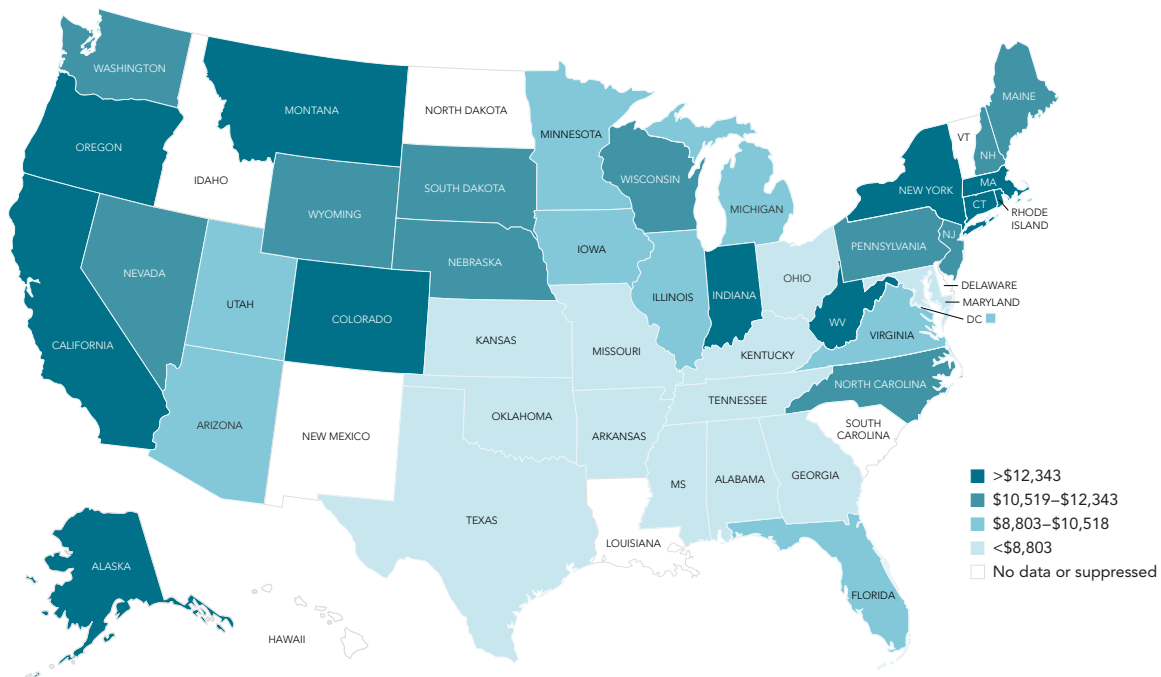 WASHINGTON
MONTANA
NORTH DAKOTA
MINNESOTA
MAINE
VT
NH
OREGON
IDAHO
WYOMING
SOUTH DAKOTA
WISCONSIN
MICHIGAN
NEW YORK
MA
CT
RHODE
ISLAND
NEVADA
NEBRASKA
IOWA
PENNSYLVANIA
NJ
UTAH
COLORADO
ILLINOIS
INDIANA
OHIO
DELAWARE
MARYLAND
DC
CALIFORNIA
KANSAS
MISSOURI
KENTUCKY
WV
VIRGINIA
ARIZONA
NEW MEXICO
OKLAHOMA
ARKANSAS
TENNESSEE
NORTH CAROLINA
SOUTH
CAROLINA
TEXAS
MS
ALABAMA
GEORGIA
LOUISIANA
FLORIDA
ALASKA
HAWAII
>$12,343
$10,519–$12,343
$8,803–$10,518
<$8,803
No data or suppressed